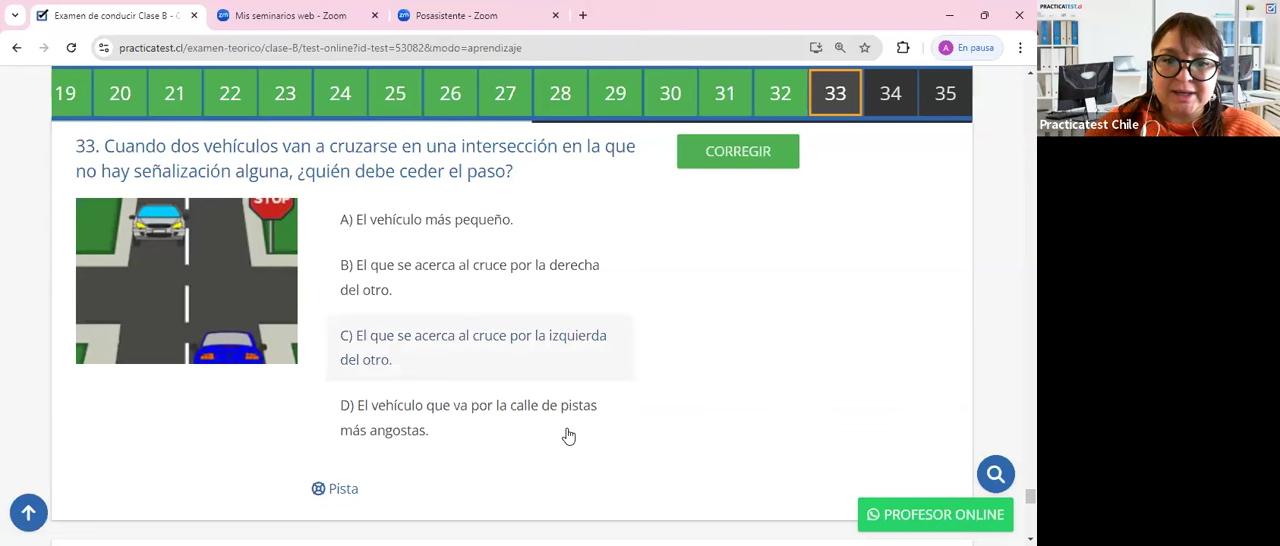 Examen de conducir Clase B - C
Mis seminarios web - Zoom
Posasistente - Zoom
practicatest.cl/examen-teorico/clase-B/test-online?id-test=53082&modo=aprendizaje
A En pausa
19 20 21 22 23 24 25 26 27 28 29 30 31 32 33 34 35
33. Cuando dos vehículos van a cruzarse en una intersección en la que
no hay señalización alguna, ¿quién debe ceder el paso?
CORREGIR
STOP
A) El vehículo más pequeño.
B) El que se acerca al cruce por la derecha
del otro.
C) El que se acerca al cruce por la izquierda
del otro.
D) El vehículo que va por la calle de pistas
más angostas.
Pista
PROFESOR ONLINE
PRACTICATEST.cl
Practicatest Chile